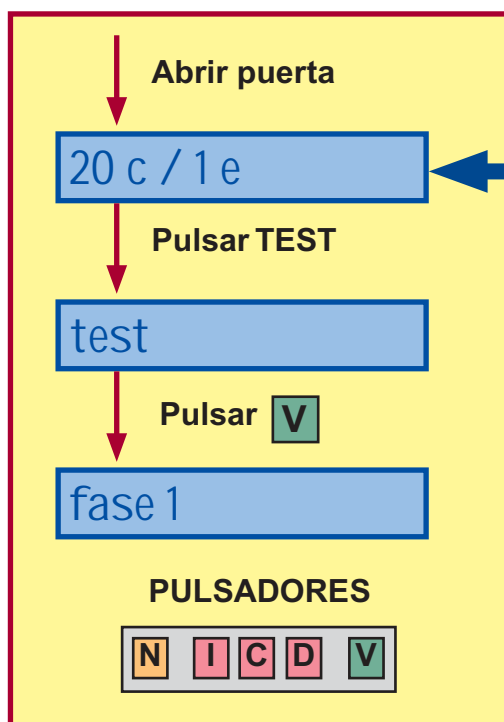 Abrir puerta
20 c / 1 e
Pulsar TEST
test
Pulsar V
fase 1
PULSADORES
N I C D V